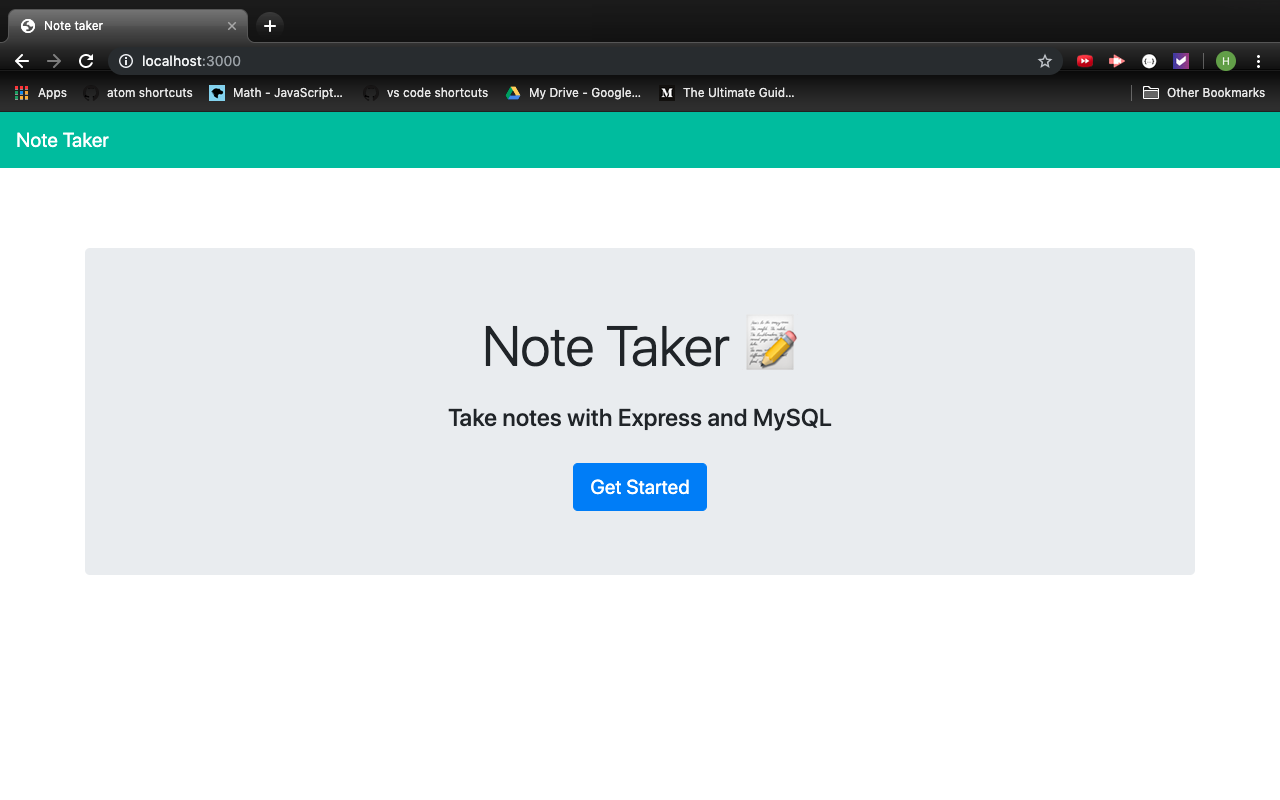 Note taker
localhost:3000
H
Apps
atom shortcuts
Math - JavaScript...
vs code shortcuts
My Drive - Google...
M
The Ultimate Guid...
Other Bookmarks
Note Taker
Note Taker
Take notes with Express and MySQL
Get Started